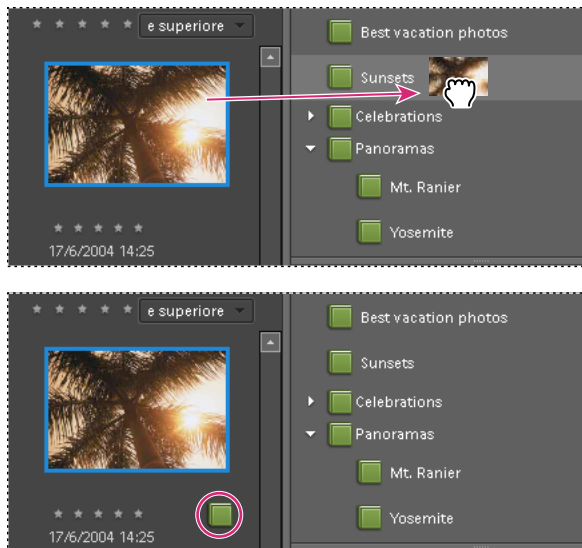 e superiore
Best vacation photos
Sunsets
Celebrations
Panoramas
Mt. Ranier
Yosemite
17/6/2004 14:25
e superiore
Best vacation photos
Sunsets
Celebrations
Panoramas
Mt. Ranier
Yosemite
17/6/2004 14:25